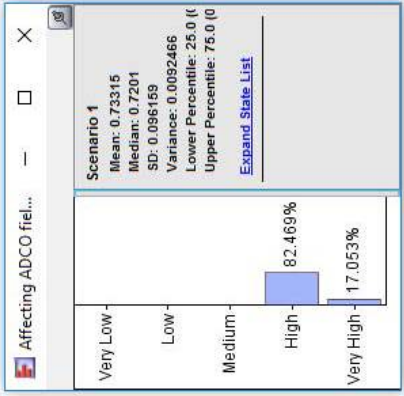 Affecting ADCO fiel...
Very Low
Low
Medium
High
Very High
82.469%
17.053%
Scenario 1
Mean: 0.73315
Median: 0.7201
SD: 0.096159
Variance: 0.0092466
Lower Percentile: 25.0 (
Upper Percentile: 75.0 (0
Expand State List